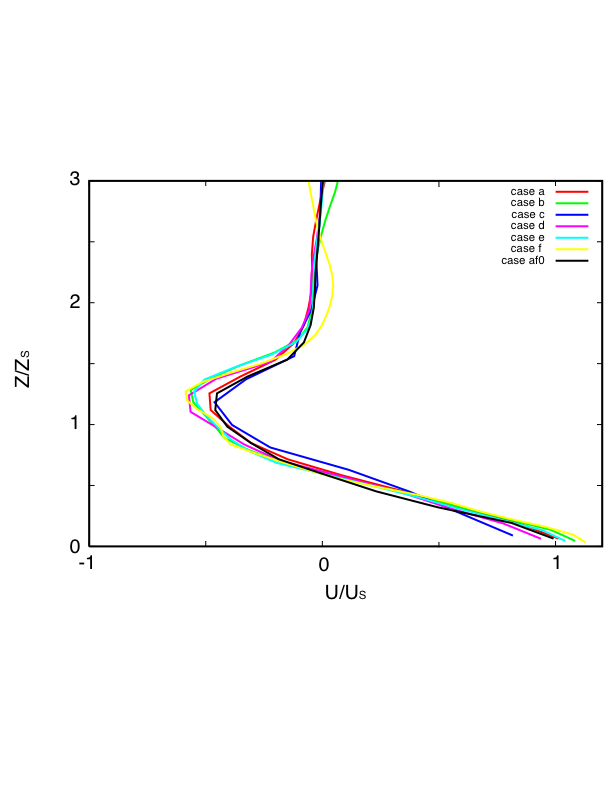 3
case a
case b
case c
case d
case e
case f
case af0
2
Z/Zs
1
0
-1
0
1
U/Us